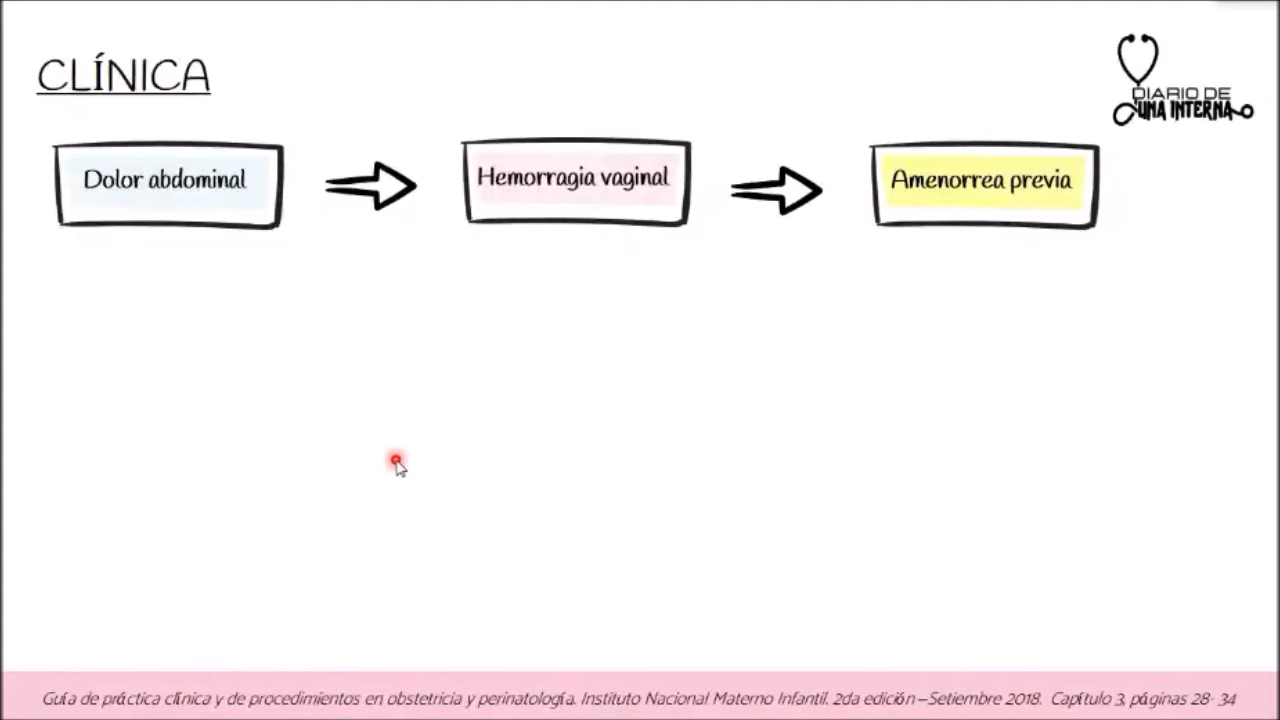 CLÍNICA
DIARIO DE
UNA INTERNA
Dolor abdominal
Hemorragia vaginal
Amenorrea previa
Guía de práctica clínica y de procedimientos en obstetricia y perinatología. Instituto Nacional Materno Infantil. 2da edición –Setiembre 2018. Capítulo 3, páginas 28- 34